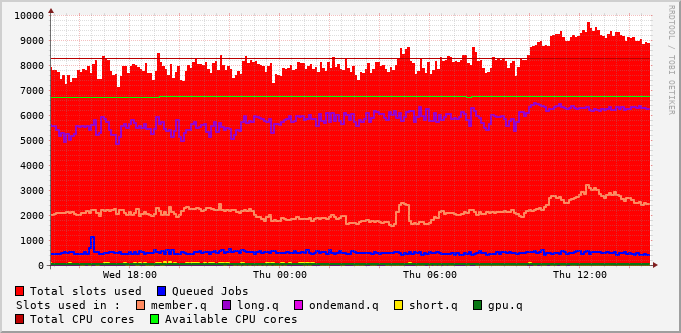 RRDTOOL / TOBI OETIKER
10000
9000
8000
7000
6000
5000
4000
3000
2000
1000
0
Wed 18:00 Thu 00:00 Thu 06:00 Thu 12:00
Total slots used Queued Jobs
Slots used in : member.q long.q ondemand.q short.q gpu.q
Total CPU cores Available CPU cores